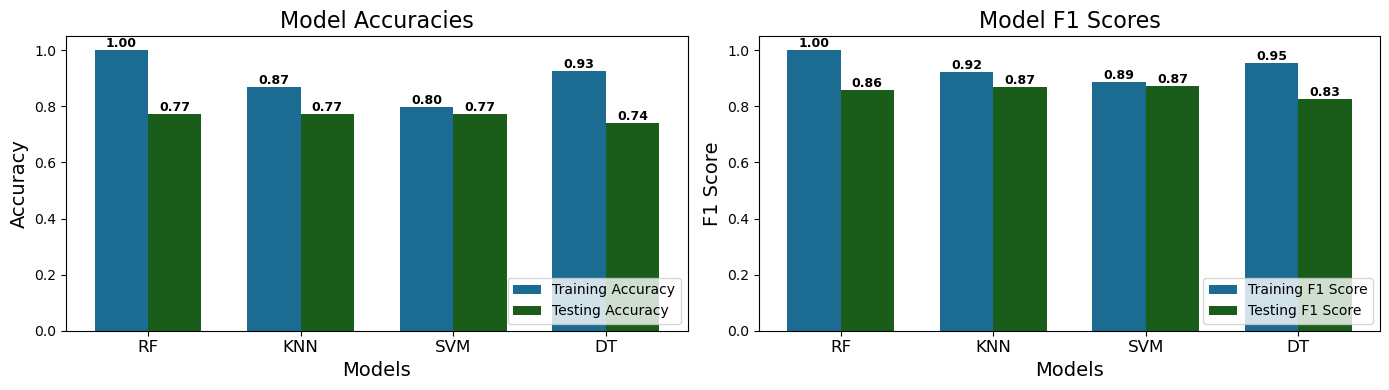 Model Accuracies
1.00
0.77
0.87
0.77
0.80
0.77
0.93
0.74
1.0
0.8
0.6
0.4
0.2
0.0
Accuracy
Training Accuracy
Testing Accuracy
RF KNN SVM DT
Models
Model F1 Scores
1.00
0.86
0.92
0.87
0.89
0.87
0.95
0.83
1.0
0.8
0.6
0.4
0.2
0.0
F1 Score
Training F1 Score
Testing F1 Score
RF KNN SVM DT
Models